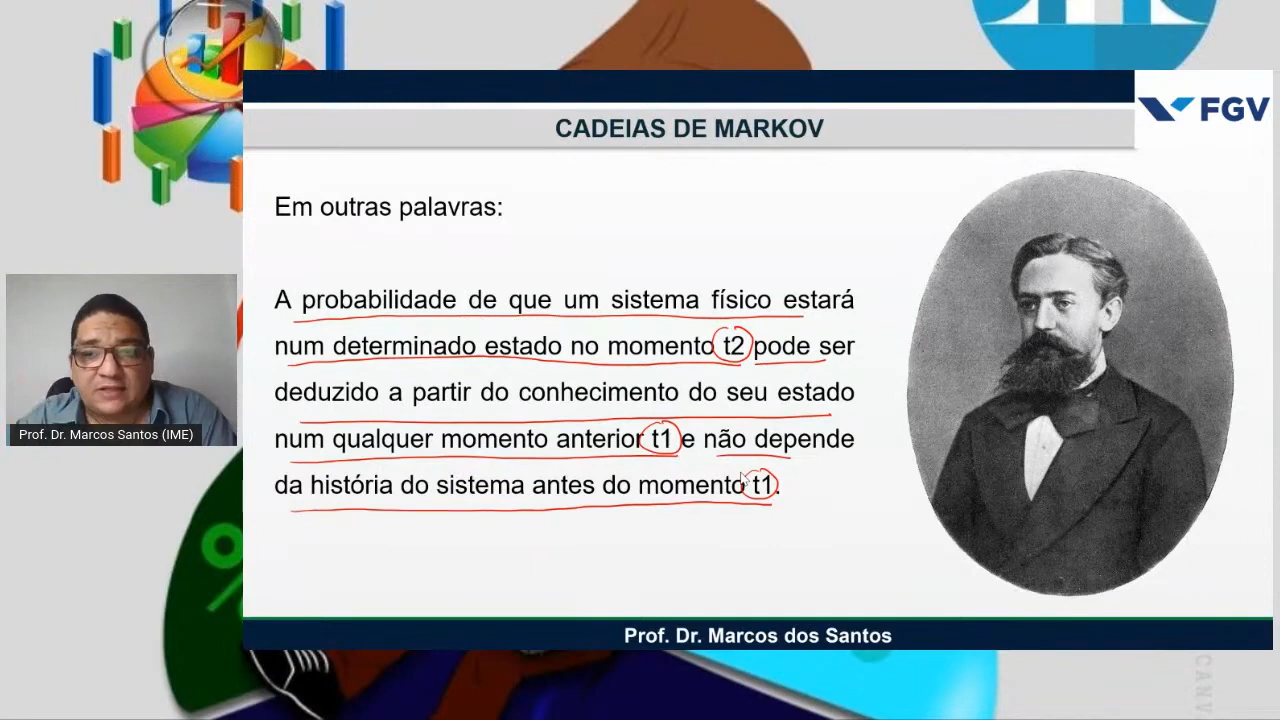 FGV
CADEIAS DE MARKOV
Em outras palavras:
A probabilidade de que um sistema físico estará
num determinado estado no momento t2 pode ser
deduzido a partir do conhecimento do seu estado
num qualquer momento anterior t1 e não depende
da história do sistema antes do momento t1.
Prof. Dr. Marcos Santos (IME)
Prof. Dr. Marcos dos Santos
CANV
%